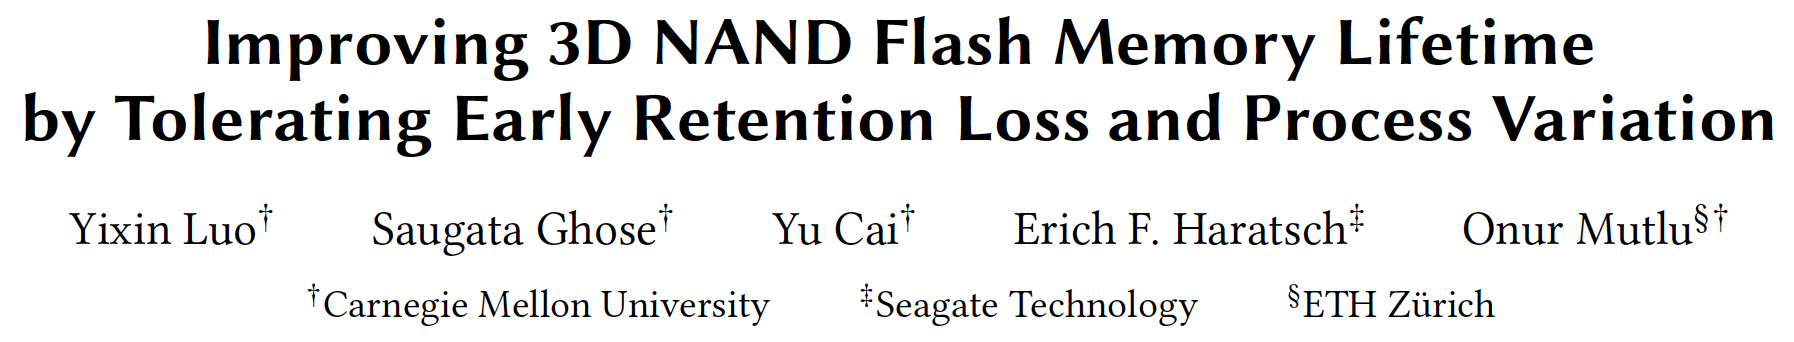 Improving 3D NAND Flash Memory Lifetime
by Tolerating Early Retention Loss and Process Variation
Yixin Luo† Saugata Ghose† Yu Cai† Erich F. Haratsch‡ Onur Mutlu§†
†Carnegie Mellon University ‡Seagate Technology §ETH Zürich